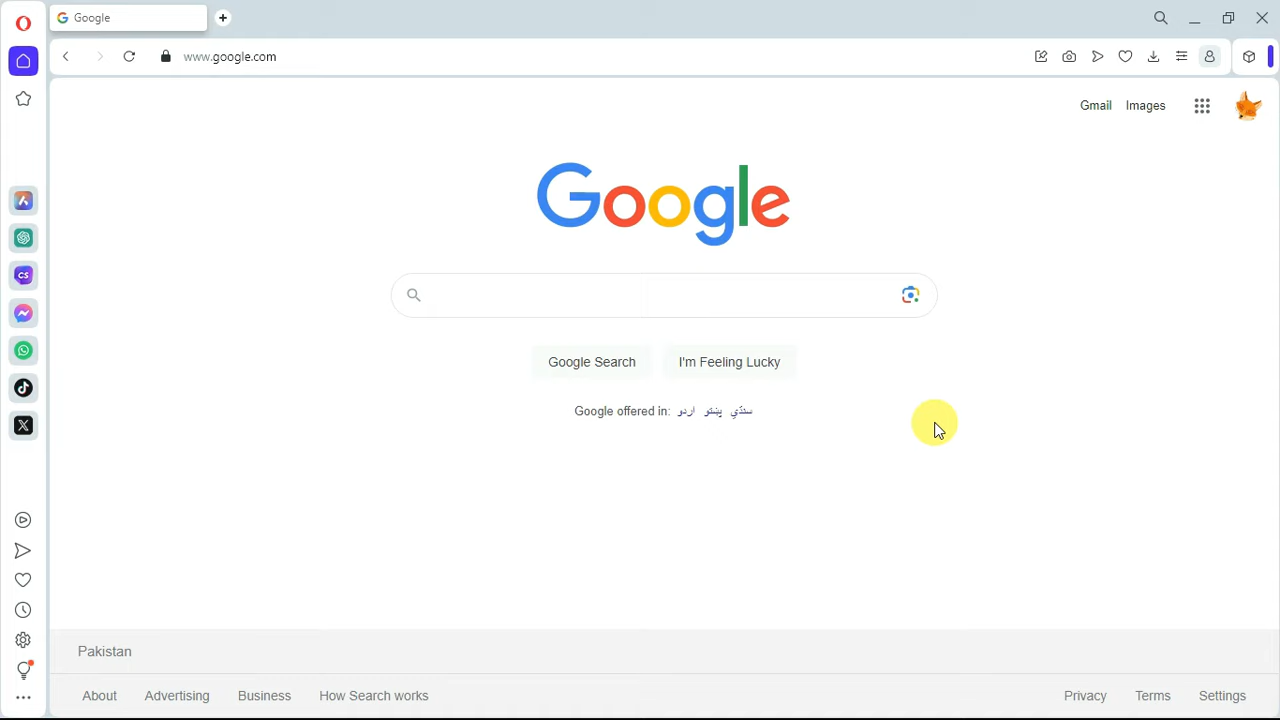 Google
www.google.com
Gmail Images
Google
Google Search I'm Feeling Lucky
Google offered in: اردو پښتو سنڌي
Pakistan
About Advertising Business How Search works Privacy Terms Settings
CS